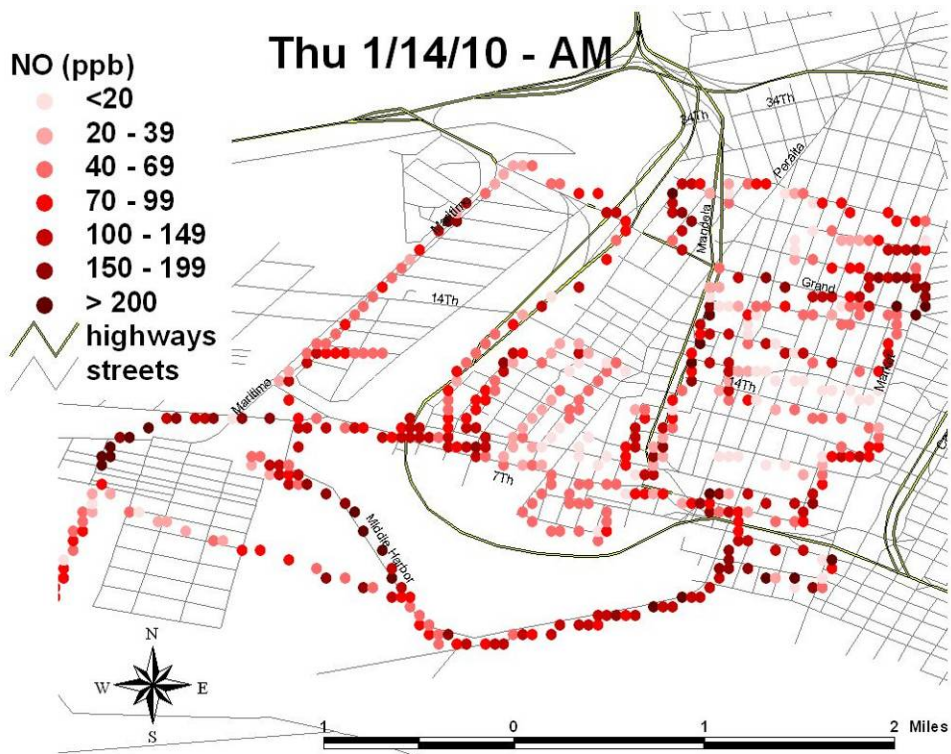 Thu 1/14/10 - AM
NO (ppb)
<20
20 - 39
40 - 69
70 - 99
100 - 149
150 - 199
> 200
highways
streets
34Th
34Th
Peralta
Maritime
Mandela
Grand
14Th
14Th
Market
Maritime
7Th
Middle Harbor
N
W E
S
1 0 1 2 Miles